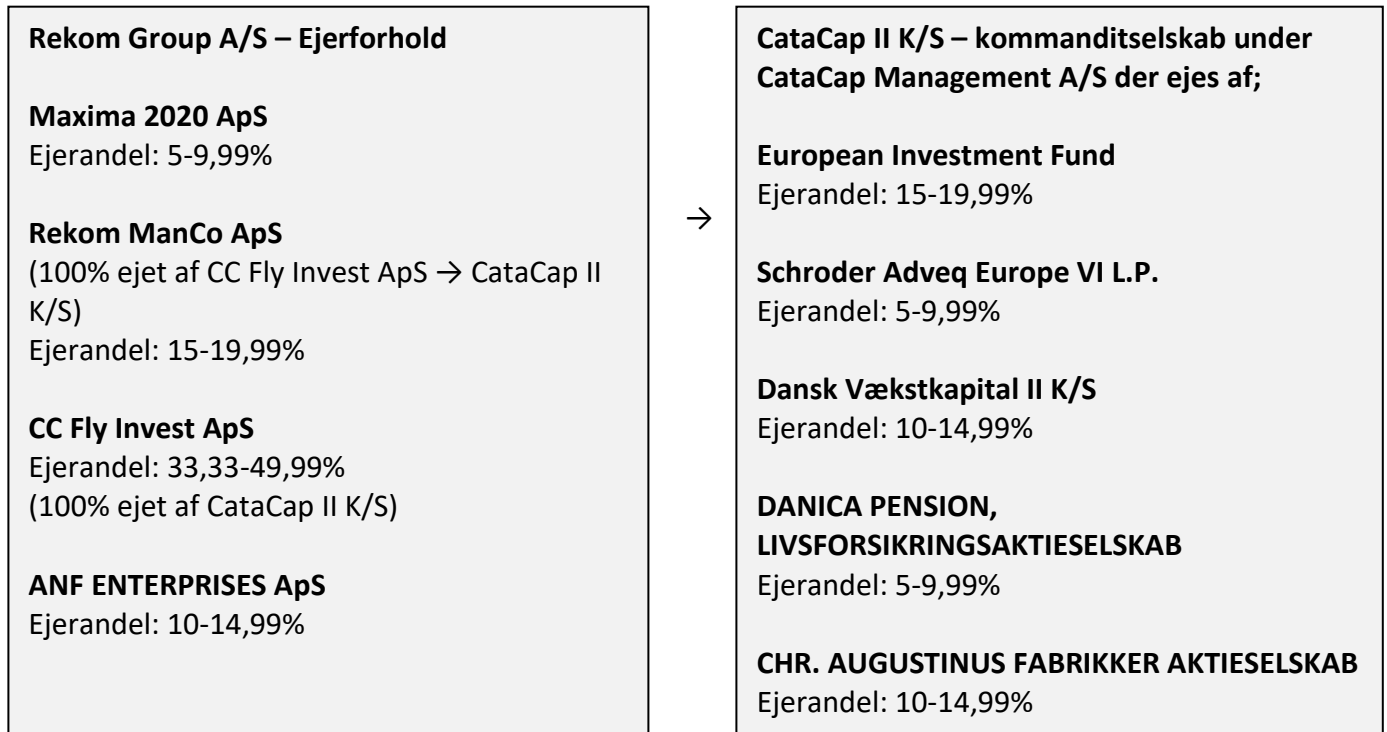 Rekom Group A/S – Ejerforhold
Maxima 2020 ApS
Ejerandel: 5-9,99%
Rekom ManCo ApS
(100% ejet af CC Fly Invest ApS → CataCap II
K/S)
Ejerandel: 15-19,99%
CC Fly Invest ApS
Ejerandel: 33,33-49,99%
(100% ejet af CataCap II K/S)
ANF ENTERPRISES ApS
Ejerandel: 10-14,99%
→
CataCap II K/S – kommanditselskab under
CataCap Management A/S der ejes af;
European Investment Fund
Ejerandel: 15-19,99%
Schroder Adveq Europe VI L.P.
Ejerandel: 5-9,99%
Dansk Vækstkapital II K/S
Ejerandel: 10-14,99%
DANICA PENSION,
LIVSFORSIKRINGSAKTIESELSKAB
Ejerandel: 5-9,99%
CHR. AUGUSTINUS FABRIKKER AKTIESELSKAB
Ejerandel: 10-14,99%